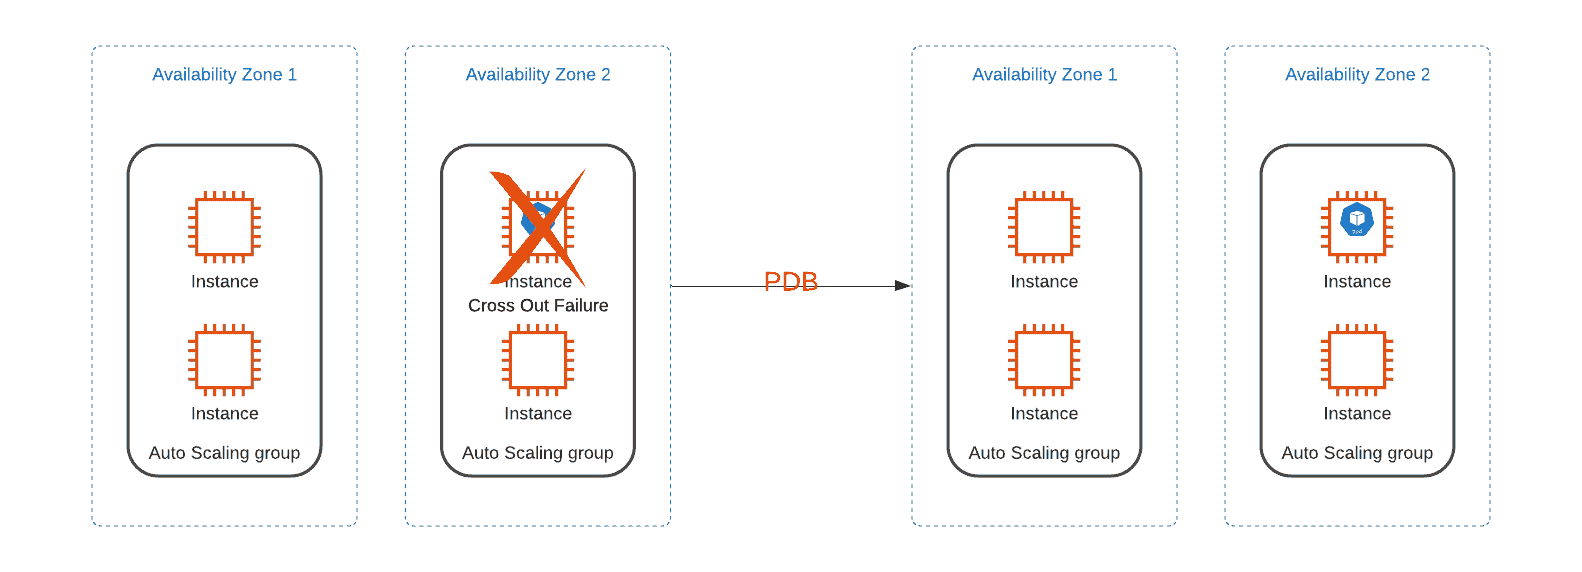 Availability Zone 1
Instance
Instance
Auto Scaling group
Availability Zone 2
Instance
Cross Out Failure
Instance
Auto Scaling group
PDB
Availability Zone 1
Instance
Instance
Auto Scaling group
Availability Zone 2
Instance
Instance
Auto Scaling group